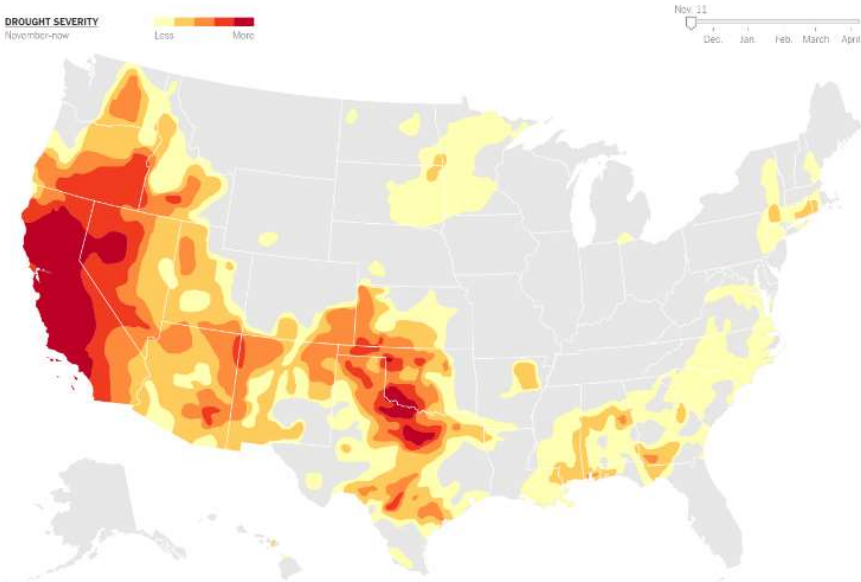 DROUGHT SEVERITY
November-now
Less More
Nov. 11
Dec. Jan. Feb. March April